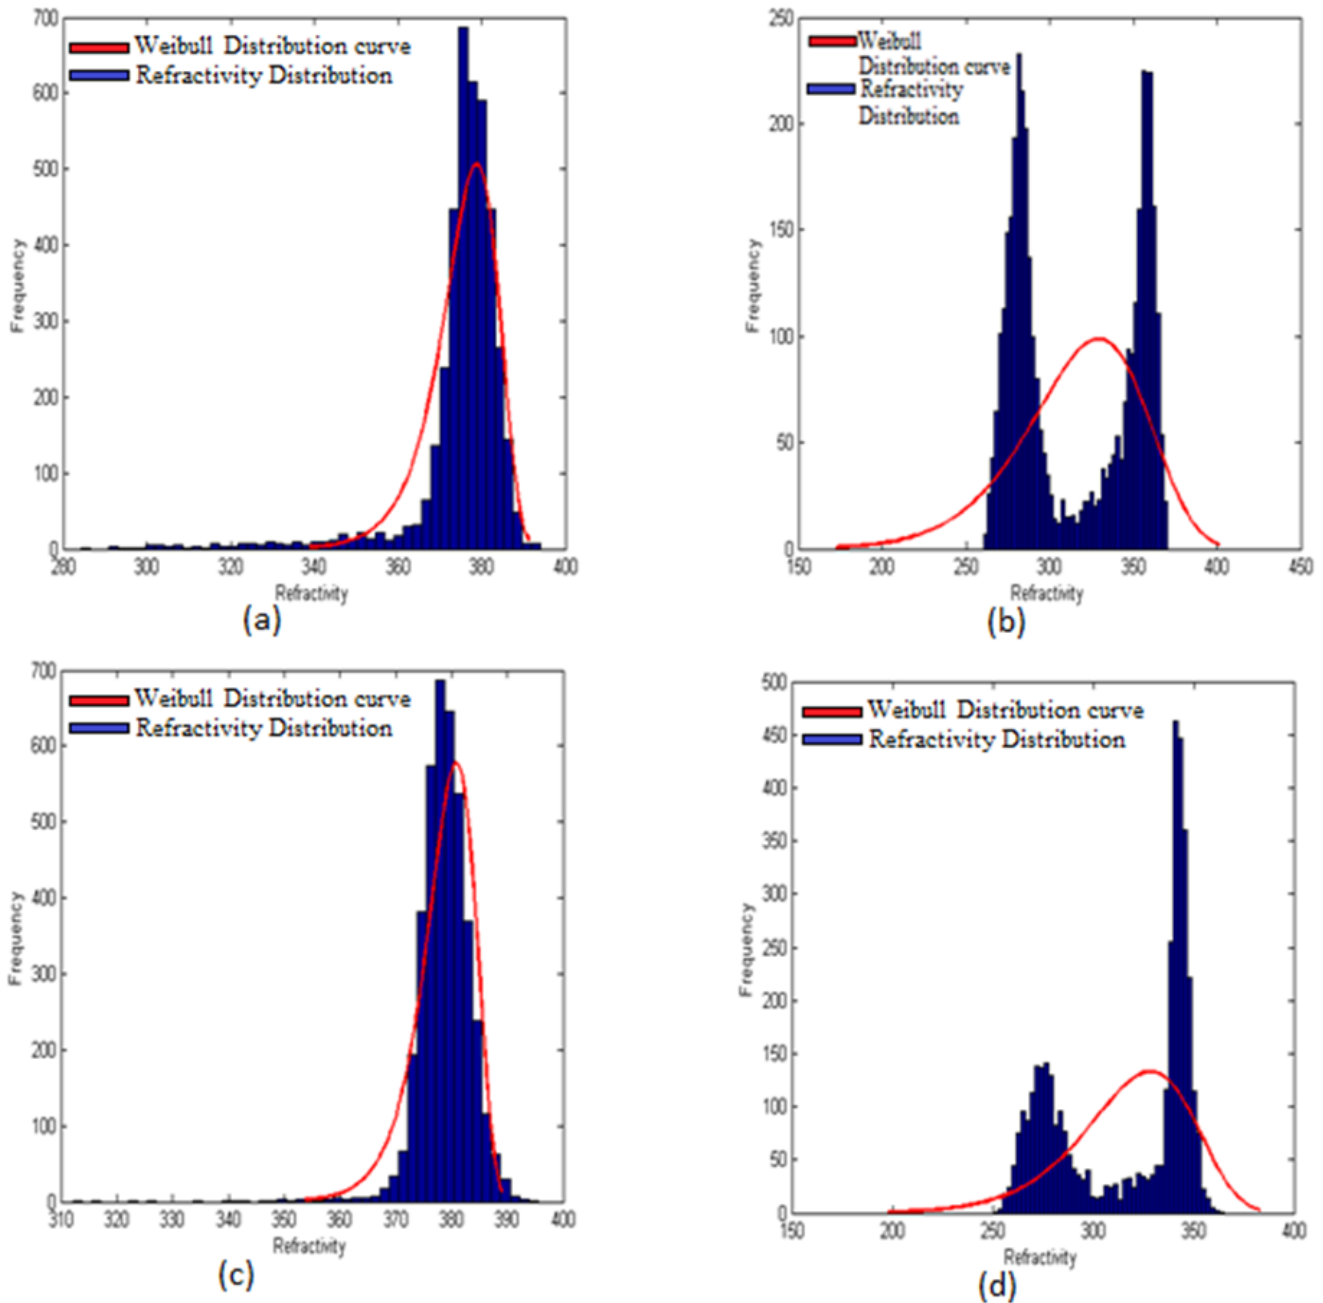 700
600
500
400
300
200
100
0
280 300 320 340 360 380 400
Frequency
Refractivity
Weibull Distribution curve
Refractivity Distribution
(a)
250
200
150
100
50
0
150 200 250 300 350 400 450
Frequency
Refractivity
Weibull
Distribution curve
Refractivity
Distribution
(b)
700
600
500
400
300
200
100
0
310 320 330 340 350 360 370 380 390 400
Frequency
Refractivity
Weibull Distribution curve
Refractivity Distribution
(c)
500
450
400
350
300
250
200
150
100
50
0
150 200 250 300 350 400
Frequency
Refractivity
Weibull Distribution curve
Refractivity Distribution
(d)